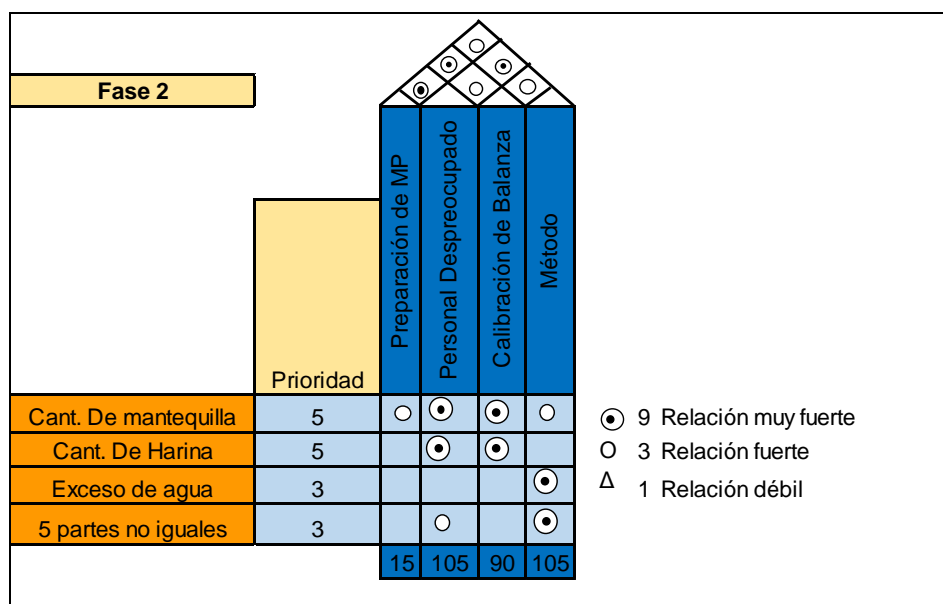 Fase 2
Preparación de MP
Personal Despreocupado
Calibración de Balanza
Método
Prioridad
Cant. De mantequilla 5
Cant. De Harina 5
Exceso de agua 3
5 partes no iguales 3
15 105 90 105
9 Relación muy fuerte
O 3 Relación fuerte
Δ 1 Relación débil